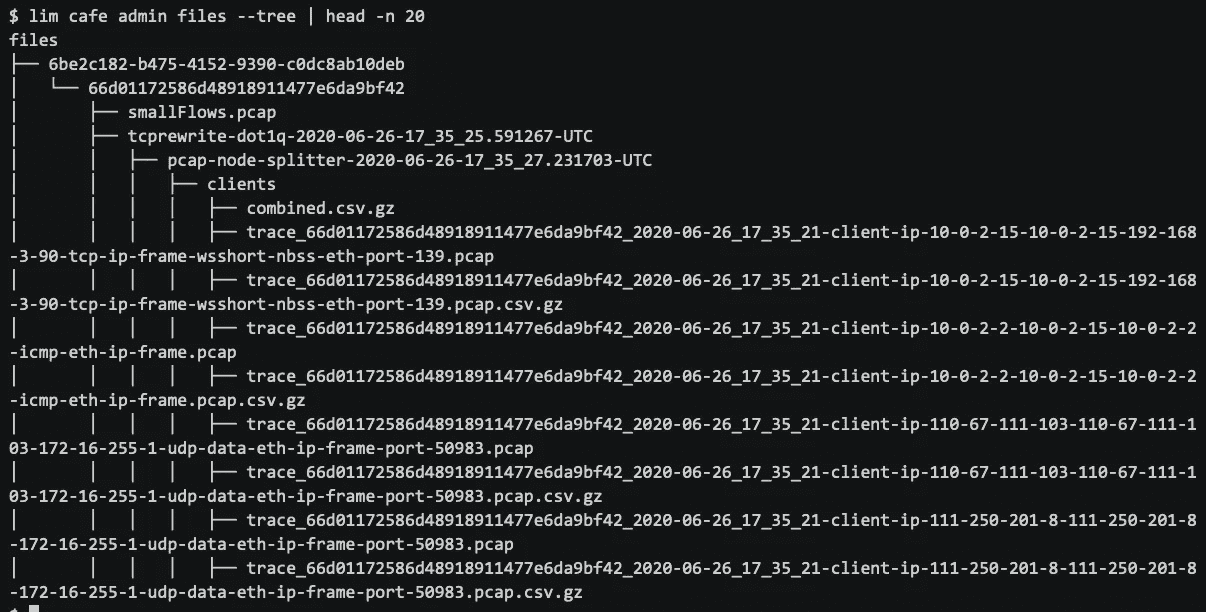 $ lim cafe admin files --tree | head -n 20
files
├── 6be2c182-b475-4152-9390-c0dc8ab10deb
│   └── 66d01172586d48918911477e6da9bf42
│       ├── smallFlows.pcap
│       ├── tcprewrite-dot1q-2020-06-26-17_35_25.591267-UTC
│       │   ├── pcap-node-splitter-2020-06-26-17_35_27.231703-UTC
│       │   │   ├── clients
│       │   │   │   ├── combined.csv.gz
│       │   │   │   ├── trace_66d01172586d48918911477e6da9bf42_2020-06-26_17_35_21-client-ip-10-0-2-15-10-0-2-15-192-168
-3-90-tcp-ip-frame-wsshort-nbss-eth-port-139.pcap
│       │   │   │   ├── trace_66d01172586d48918911477e6da9bf42_2020-06-26_17_35_21-client-ip-10-0-2-15-10-0-2-15-192-168
-3-90-tcp-ip-frame-wsshort-nbss-eth-port-139.pcap.csv.gz
│       │   │   │   ├── trace_66d01172586d48918911477e6da9bf42_2020-06-26_17_35_21-client-ip-10-0-2-2-10-0-2-15-10-0-2-2
-icmp-eth-ip-frame.pcap
│       │   │   │   ├── trace_66d01172586d48918911477e6da9bf42_2020-06-26_17_35_21-client-ip-10-0-2-2-10-0-2-15-10-0-2-2
-icmp-eth-ip-frame.pcap.csv.gz
│       │   │   │   ├── trace_66d01172586d48918911477e6da9bf42_2020-06-26_17_35_21-client-ip-110-67-111-103-110-67-111-1
03-172-16-255-1-udp-data-eth-ip-frame-port-50983.pcap
│       │   │   │   ├── trace_66d01172586d48918911477e6da9bf42_2020-06-26_17_35_21-client-ip-110-67-111-103-110-67-111-1
03-172-16-255-1-udp-data-eth-ip-frame-port-50983.pcap.csv.gz
│       │   │   │   ├── trace_66d01172586d48918911477e6da9bf42_2020-06-26_17_35_21-client-ip-111-250-201-8-111-250-201-8
-172-16-255-1-udp-data-eth-ip-frame-port-50983.pcap
│       │   │   │   ├── trace_66d01172586d48918911477e6da9bf42_2020-06-26_17_35_21-client-ip-111-250-201-8-111-250-201-8
-172-16-255-1-udp-data-eth-ip-frame-port-50983.pcap.csv.gz